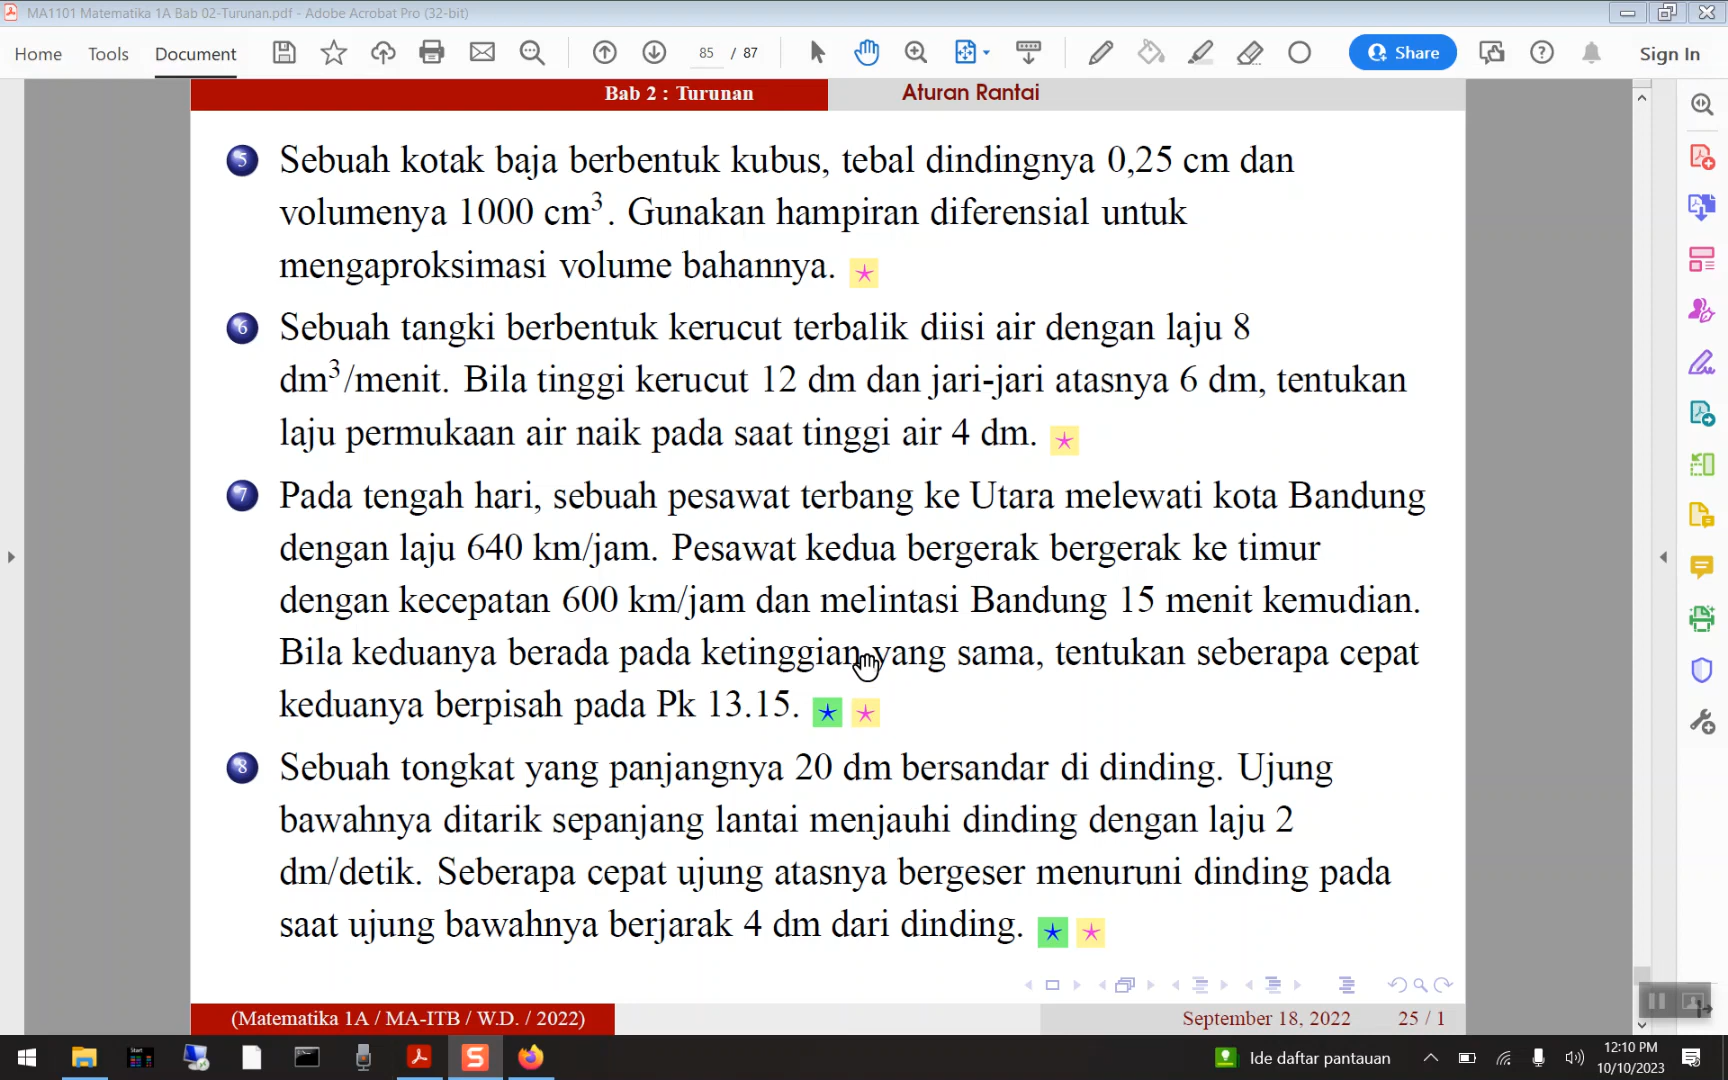 MA1101 Matematika 1A Bab 02-Turunan.pdf - Adobe Acrobat Pro (32-bit)
Home Tools Document 85 / 87 Share Sign In
Bab 2 : Turunan Aturan Rantai
5 Sebuah kotak baja berbentuk kubus, tebal dindingnya 0,25 cm dan
volumenya 1000 cm³. Gunakan hampiran diferensial untuk
mengaproksimasi volume bahannya. ⋆
6 Sebuah tangki berbentuk kerucut terbalik diisi air dengan laju 8
dm³/menit. Bila tinggi kerucut 12 dm dan jari-jari atasnya 6 dm, tentukan
laju permukaan air naik pada saat tinggi air 4 dm. ⋆
7 Pada tengah hari, sebuah pesawat terbang ke Utara melewati kota Bandung
dengan laju 640 km/jam. Pesawat kedua bergerak bergerak ke timur
dengan kecepatan 600 km/jam dan melintasi Bandung 15 menit kemudian.
Bila keduanya berada pada ketinggian yang sama, tentukan seberapa cepat
keduanya berpisah pada Pk 13.15. ⋆ ⋆
8 Sebuah tongkat yang panjangnya 20 dm bersandar di dinding. Ujung
bawahnya ditarik sepanjang lantai menjauhi dinding dengan laju 2
dm/detik. Seberapa cepat ujung atasnya bergeser menuruni dinding pada
saat ujung bawahnya berjarak 4 dm dari dinding. ⋆ ⋆
(Matematika 1A / MA-ITB / W.D. / 2022) September 18, 2022 25 / 1
Ide daftar pantauan
12:10 PM
10/10/2023